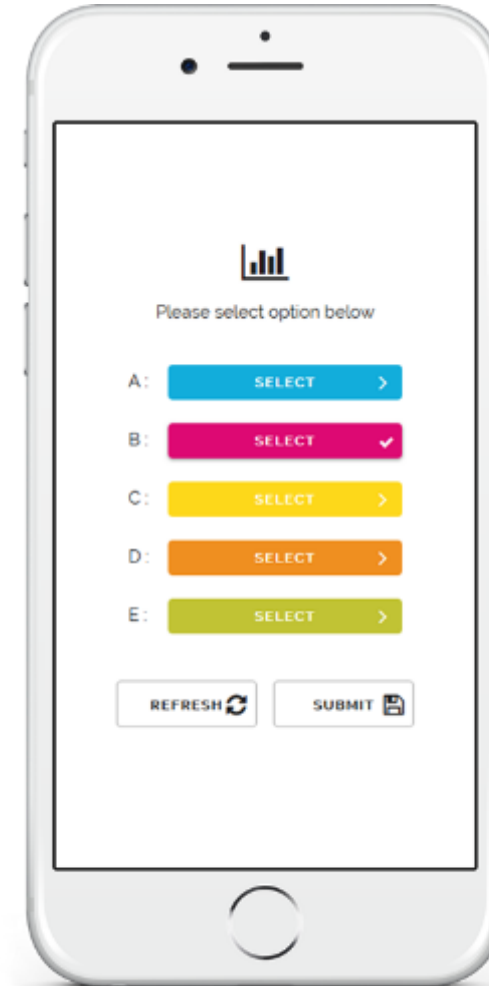 Please select option below
A: SELECT
B: SELECT
C: SELECT
D: SELECT
E: SELECT
REFRESH SUBMIT